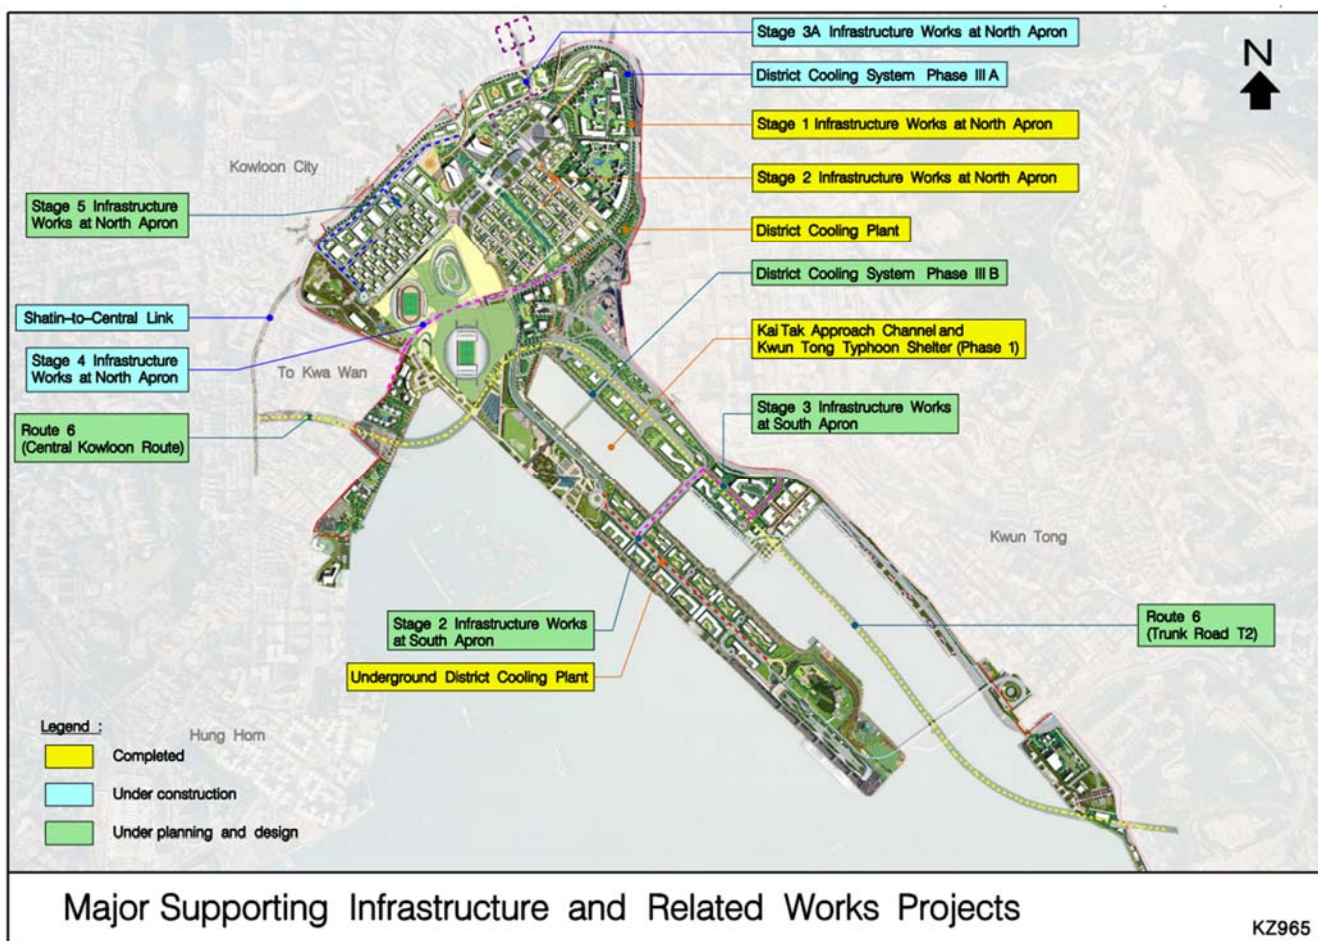 Stage 3A Infrastructure Works at North Apron
N
District Cooling System Phase III A
Stage 1 Infrastructure Works at North Apron
Kowloon City
Stage 2 Infrastructure Works at North Apron
Stage 5 Infrastructure
Works at North Apron
District Cooling Plant
District Cooling System Phase III B
Shatin-to-Central Link
Kai Tak Approach Channel and
Kwun Tong Typhoon Shelter (Phase 1)
Stage 4 Infrastructure
Works at North Apron
To Kwa Wan
Stage 3 Infrastructure Works
at South Apron
Route 6
(Central Kowloon Route)
Kwun Tong
Stage 2 Infrastructure Works
at South Apron
Route 6
(Trunk Road T2)
Underground District Cooling Plant
Legend :
Hung Hom
Completed
Under construction
Under planning and design
Major Supporting Infrastructure and Related Works Projects
KZ965